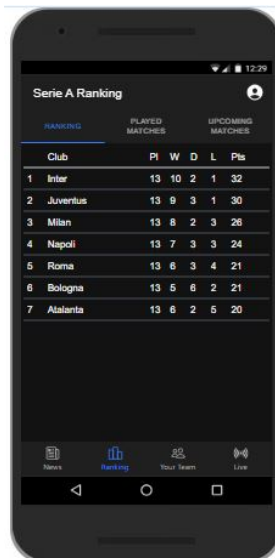 12:29
Serie A Ranking
RANKING PLAYED MATCHES UPCOMING MATCHES
Club Pl W D L Pts
1 Inter 13 10 2 1 32
2 Juventus 13 9 3 1 30
3 Milan 13 8 2 3 26
4 Napoli 13 7 3 3 24
5 Roma 13 6 3 4 21
6 Bologna 13 5 6 2 21
7 Atalanta 13 6 2 5 20
News Ranking Your Team Live